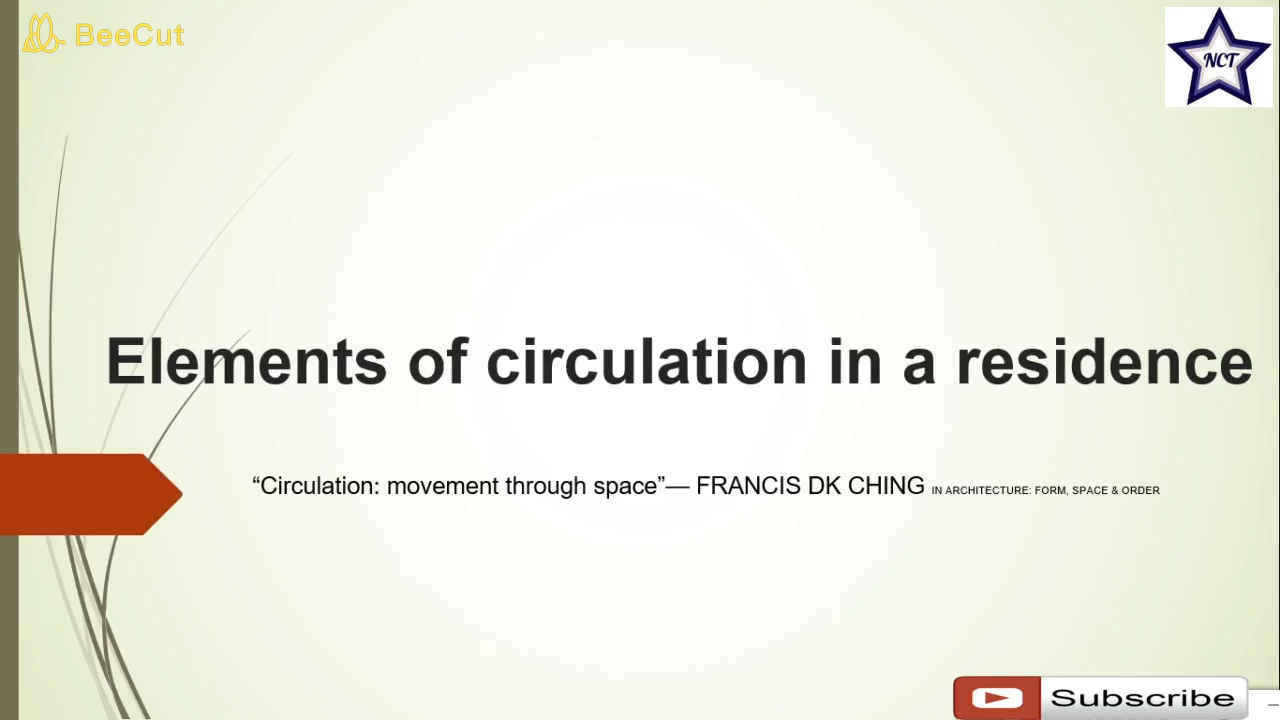 BeeCut
NCT
Elements of circulation in a residence
“Circulation: movement through space”— FRANCIS DK CHING IN ARCHITECTURE: FORM, SPACE & ORDER
Subscribe